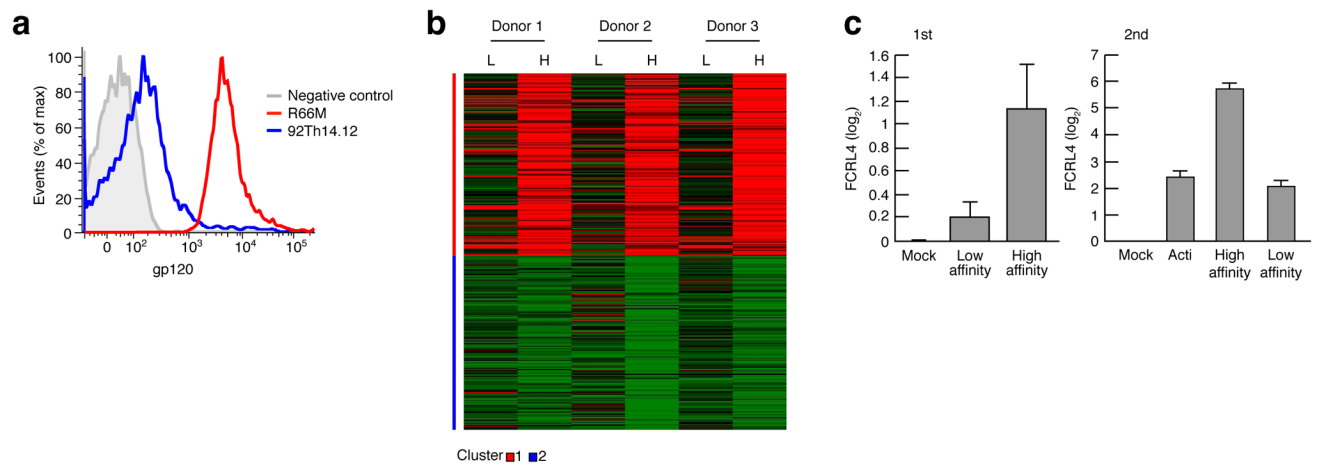 a
Events (% of max)
100
80
60
40
20
0
0 10² 10³ 10⁴ 10⁵
gp120
Negative control
R66M
92Th14.12
b
Donor 1 Donor 2 Donor 3
L H L H L H
Cluster 1 2
c
1st
FCRL4 (log₂)
1.6
1.4
1.2
1
0.8
0.6
0.4
0.2
0
Mock Low affinity High affinity
2nd
FCRL4 (log₂)
7
6
5
4
3
2
1
0
Mock Acti High affinity Low affinity